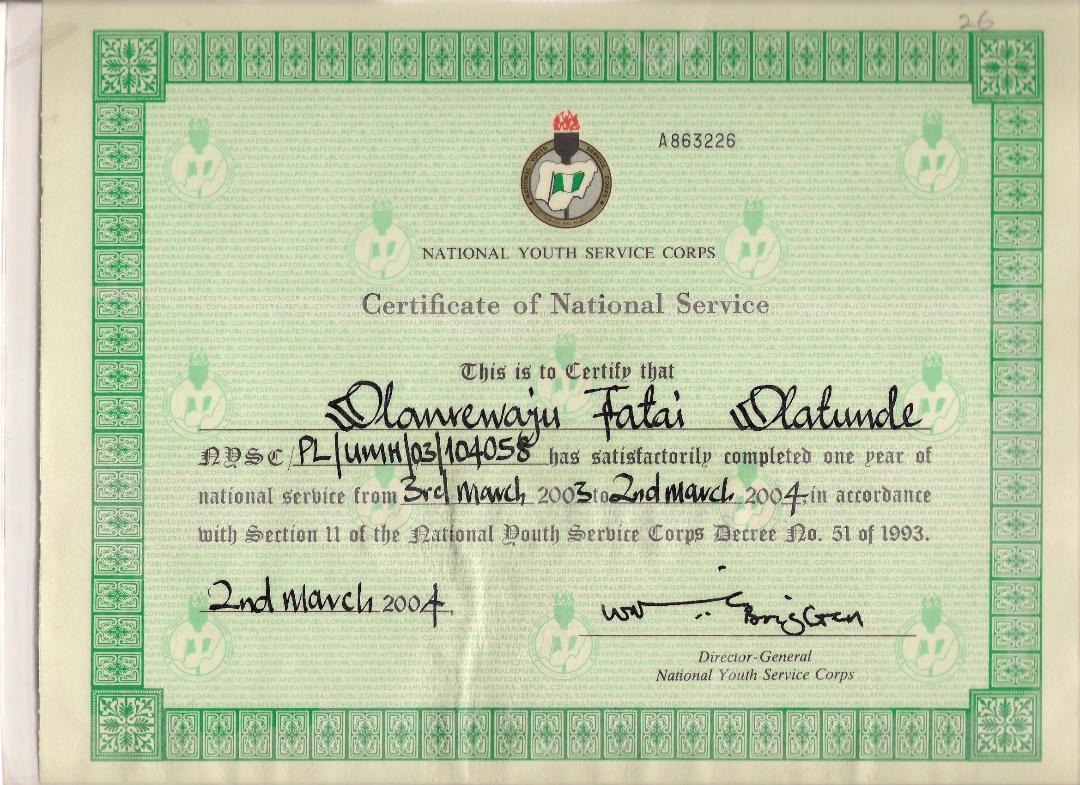 26
A863226
NATIONAL YOUTH SERVICE CORPS
Certificate of National Service
This is to Certify that
Olanrewaju Fatai Olatunde
NYSC/PL/UMH/03/104058 has satisfactorily completed one year of
national service from 3rd March 2003 to 2nd March 2004, in accordance
with Section 11 of the National Youth Service Corps Decree No. 51 of 1993.
2nd March 2004.
Brig Gen
Director-General
National Youth Service Corps